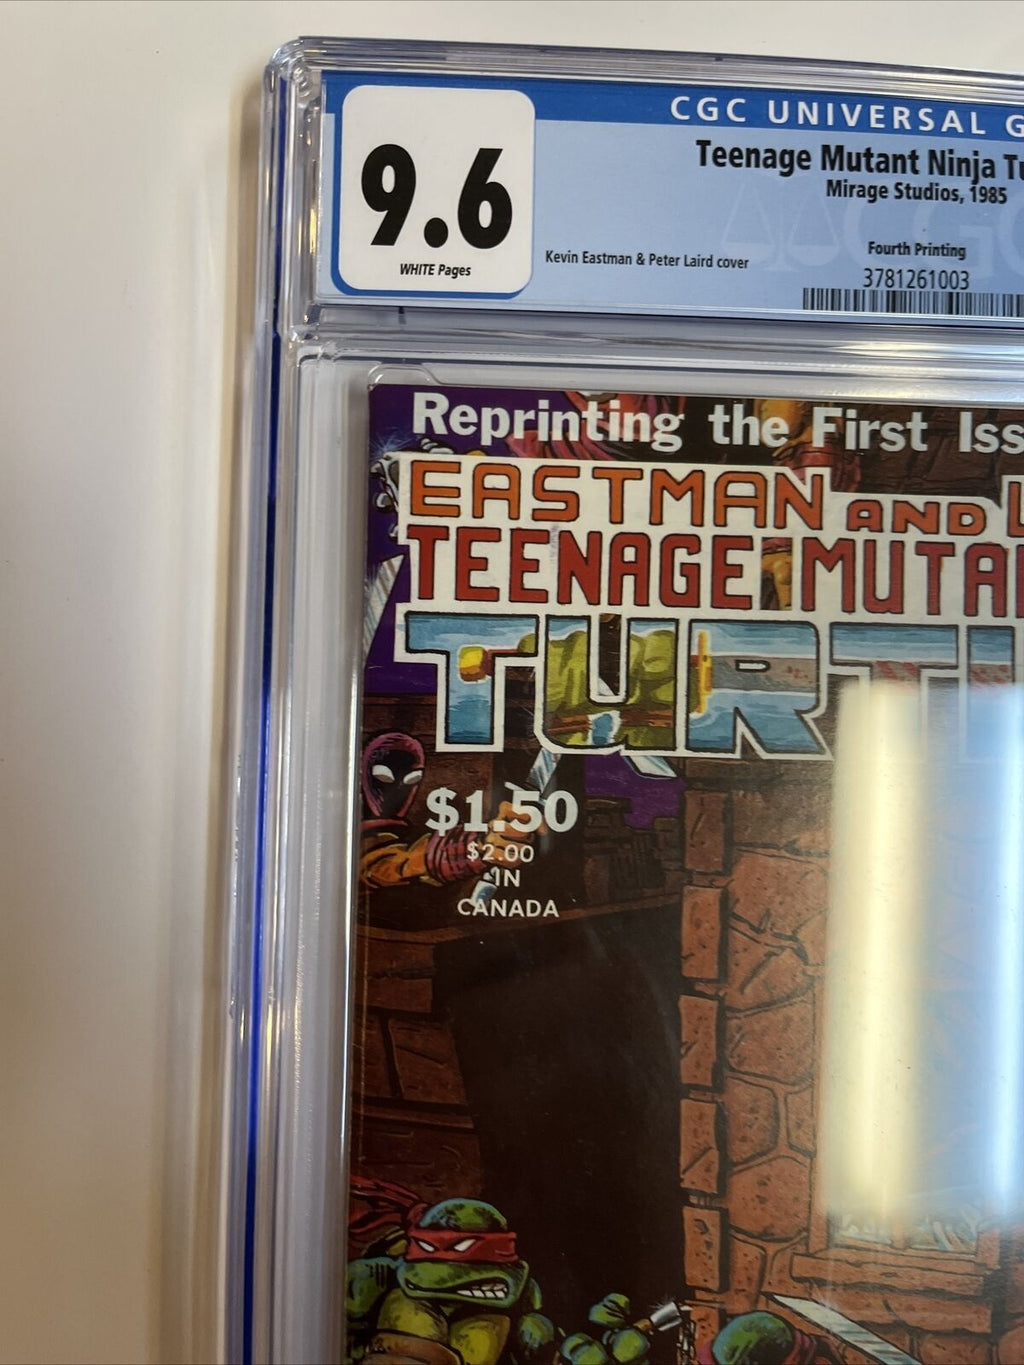 CGC UNIVERSAL G
9.6
WHITE Pages
Teenage Mutant Ninja Tu
Mirage Studios, 1985
Kevin Eastman & Peter Laird cover
Fourth Printing
3781261003
Reprinting the First Iss
EASTMAN AND L
TEENAGE MUTAN
TURTL
$1.50
$2.00
IN
CANADA